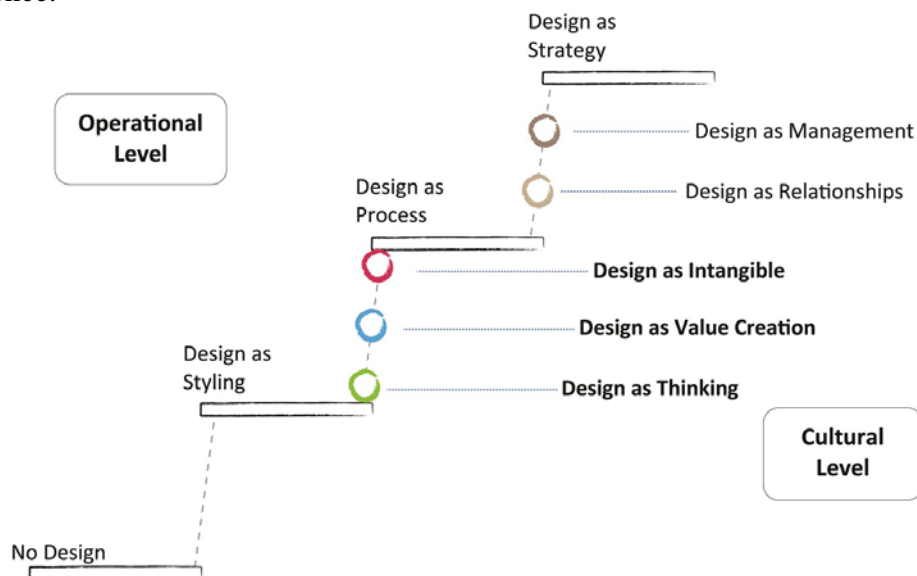 Design as
Strategy
Operational
Level
Design as Management
Design as
Process
Design as Relationships
Design as Intangible
Design as Value Creation
Design as
Styling
Design as Thinking
Cultural
Level
No Design